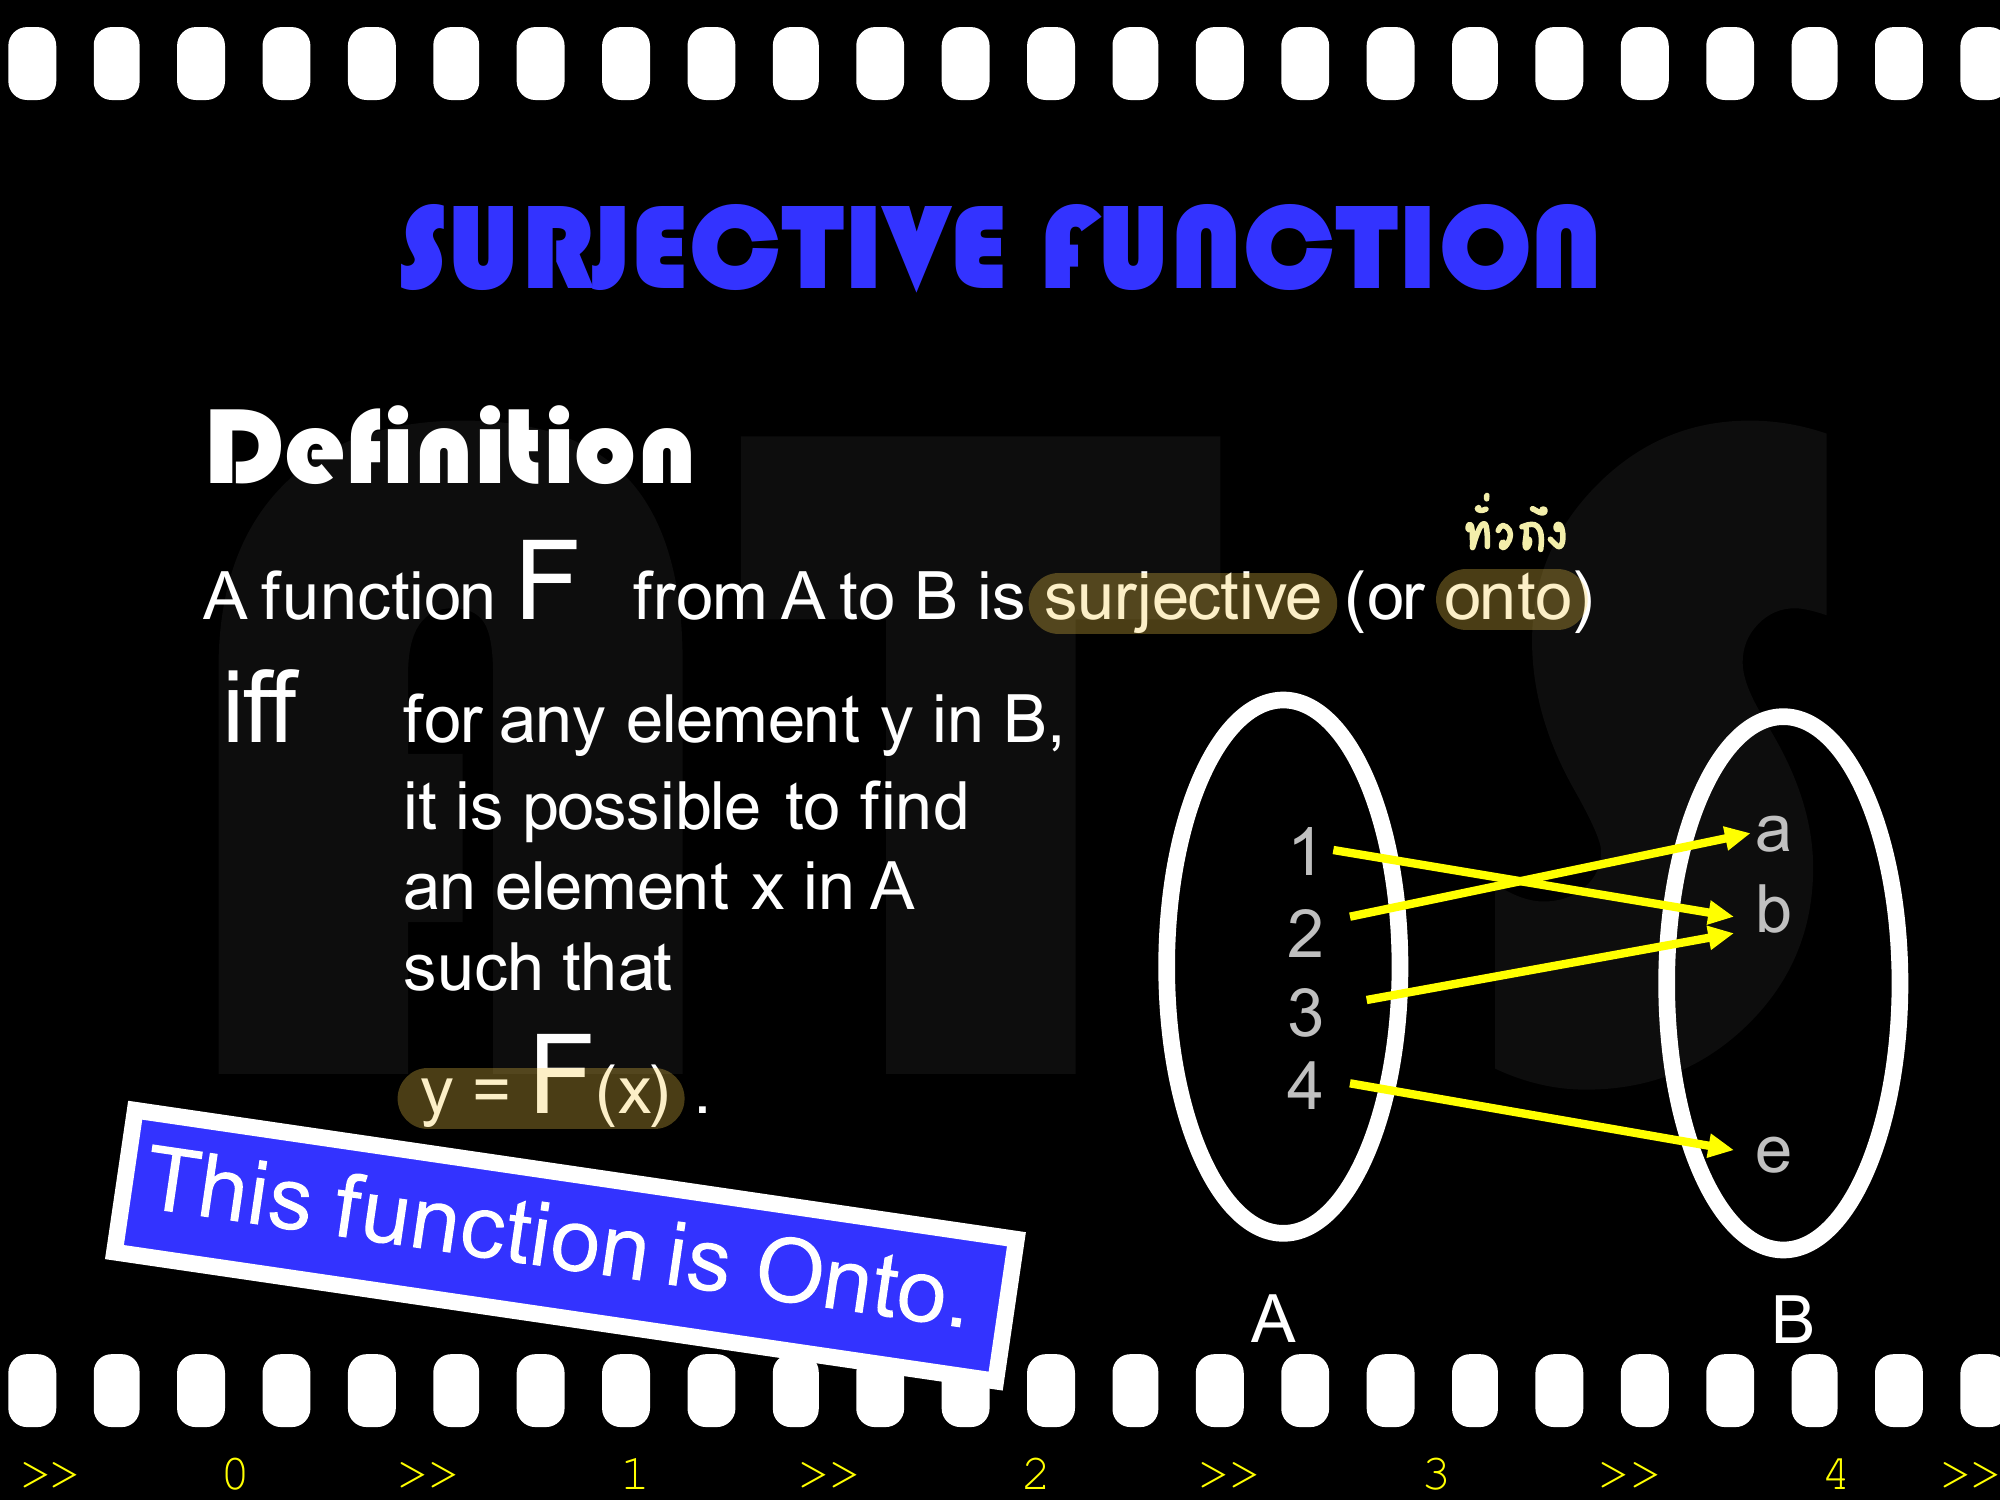 SURJECTIVE FUNCTION
Definition
ทั่วถึง
A function F from A to B is surjective (or onto)
iff for any element y in B,
it is possible to find
an element x in A
such that
y = F(x) .
This function is Onto.
1
2
3
4
a
b
e
A
B
>> 0 >> 1 >> 2 >> 3 >> 4 >>